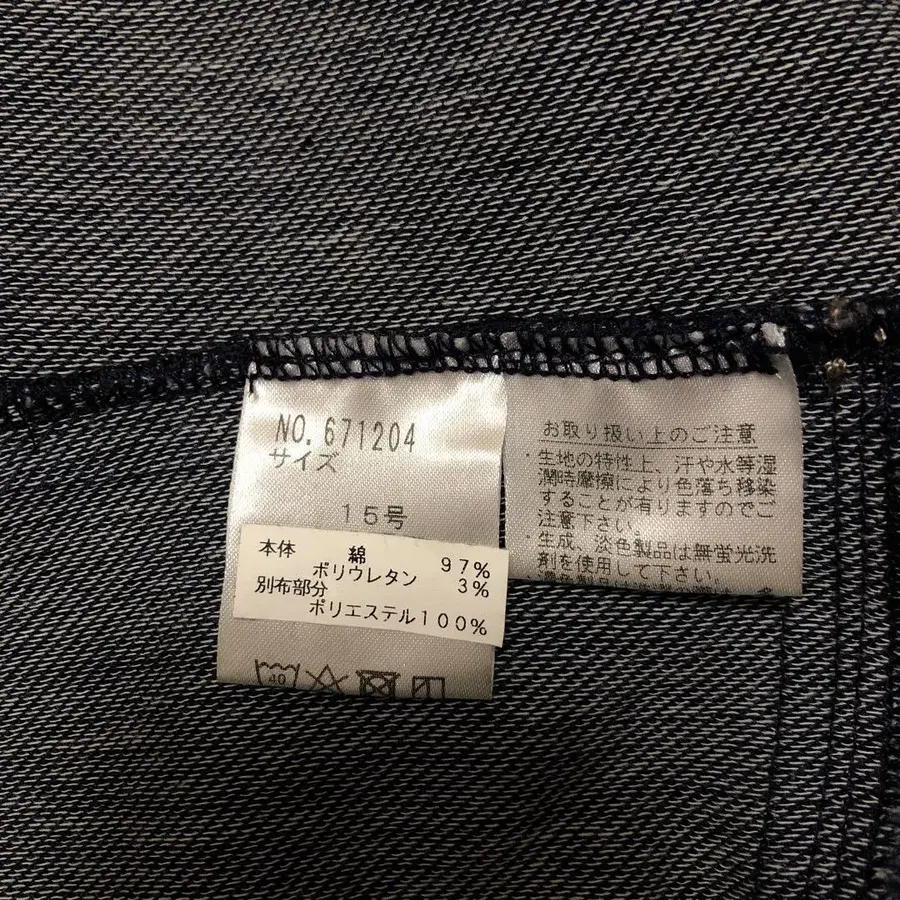 NO. 671204
サイズ
15号
本体 綿 97%
ポリウレタン 3%
別布部分
ポリエステル100%
40
お取り扱い上のご注意
・生地の特性上、汗や水等湿
潤時摩擦により色落ち移染
することが有りますのでご
注意下さい。
・生成、淡色製品は無蛍光洗
剤を使用して下さい。